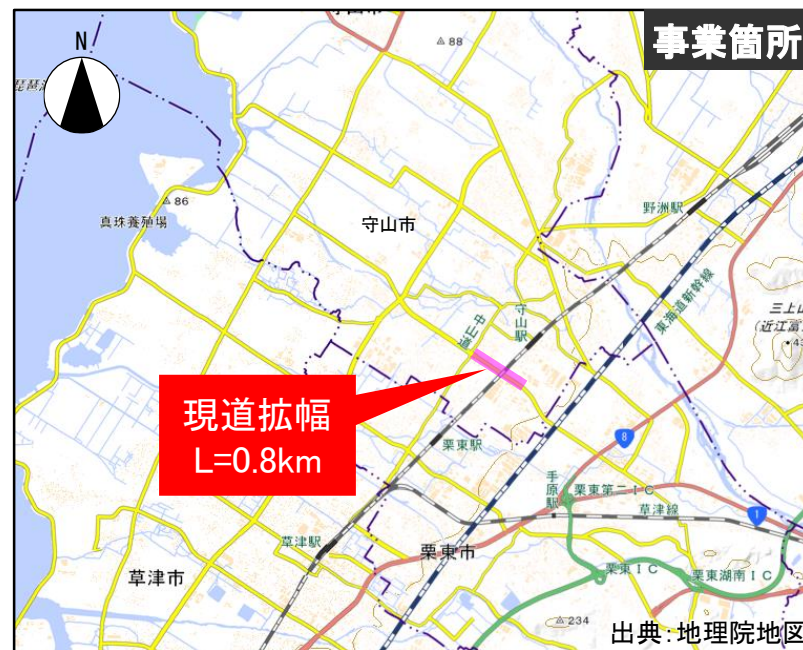 事業箇所
N
88
86
真珠養殖場
守山市
野洲駅
守山駅
中山道
東海道新幹線
三上山
(近江富
現道拡幅
L=0.8km
8
栗東駅
手原駅
栗東第二IC
1
草津線
草津駅
栗東市
草津市
栗東IC
栗東湖南IC
234
出典:地理院地図